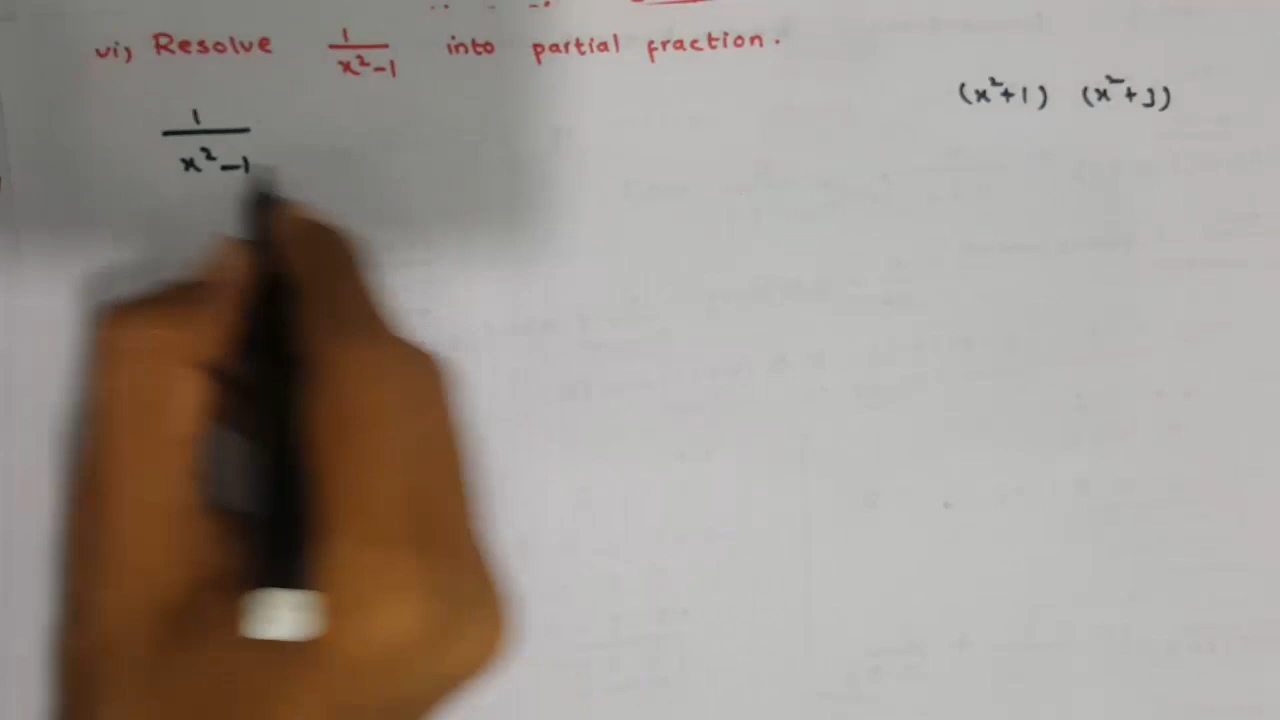 vi) Resolve 1/(x²-1) into partial fraction.
(x²+1) (x²+3)
1/(x²-1)